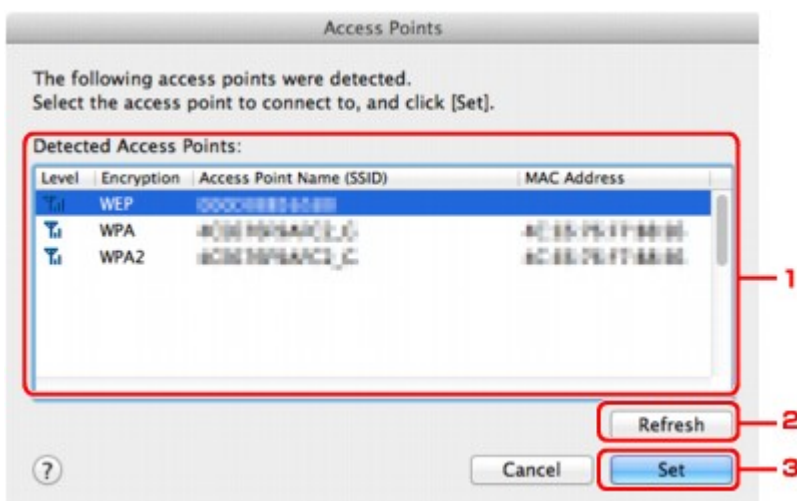 Access Points
The following access points were detected.
Select the access point to connect to, and click [Set].
Detected Access Points:
Level Encryption Access Point Name (SSID) MAC Address
WEP
WPA
WPA2
1
Refresh 2
? Cancel Set 3